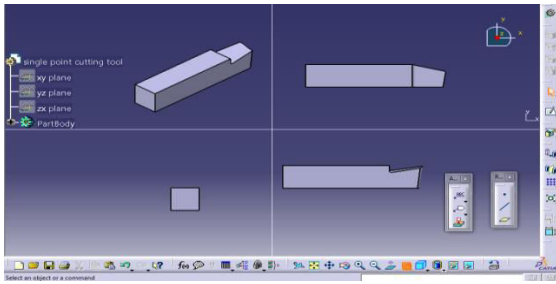 single point cutting tool
xy plane
yz plane
zx plane
PartBody
Select an object or a command